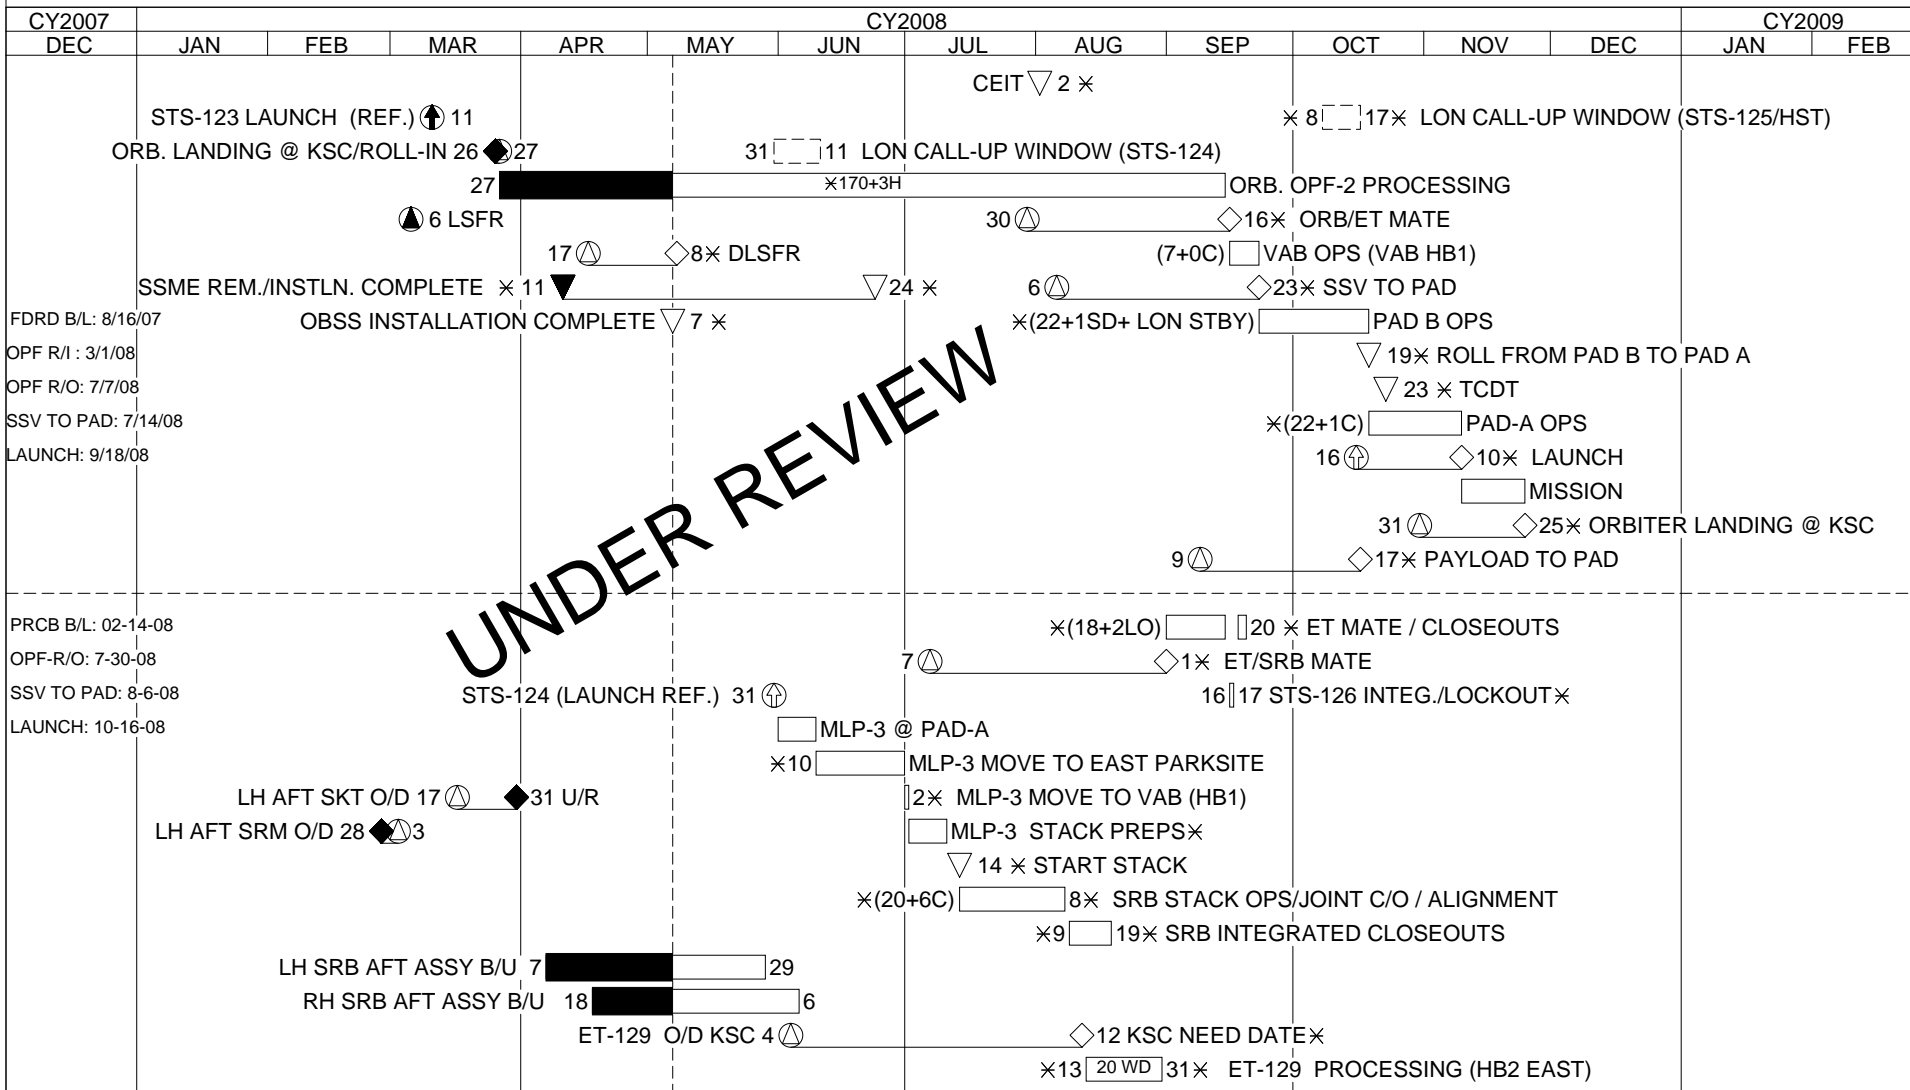 CY2007 CY2008 CY2009
DEC JAN FEB MAR APR MAY JUN JUL AUG SEP OCT NOV DEC JAN FEB
CEIT 2 *
STS-123 LAUNCH (REF.) 11 * 8 17* LON CALL-UP WINDOW (STS-125/HST)
ORB. LANDING @ KSC/ROLL-IN 26 27 31 11 LON CALL-UP WINDOW (STS-124)
27 *170+3H ORB. OPF-2 PROCESSING
6 LSFR 30 16* ORB/ET MATE
17 8* DLSFR (7+0C) VAB OPS (VAB HB1)
SSME REM./INSTLN. COMPLETE * 11 24 * 6 23* SSV TO PAD
FDRD B/L: 8/16/07 OBSS INSTALLATION COMPLETE 7 * *(22+1SD+ LON STBY) PAD B OPS
OPF R/I : 3/1/08 19* ROLL FROM PAD B TO PAD A
OPF R/O: 7/7/08 23 * TCDT
SSV TO PAD: 7/14/08 *(22+1C) PAD-A OPS
LAUNCH: 9/18/08 16 10* LAUNCH
MISSION
31 25* ORBITER LANDING @ KSC
9 17* PAYLOAD TO PAD
UNDER REVIEW
PRCB B/L: 02-14-08 *(18+2LO) 20 * ET MATE / CLOSEOUTS
OPF-R/O: 7-30-08 7 1* ET/SRB MATE
SSV TO PAD: 8-6-08 STS-124 (LAUNCH REF.) 31 16 17 STS-126 INTEG./LOCKOUT*
LAUNCH: 10-16-08 MLP-3 @ PAD-A
*10 MLP-3 MOVE TO EAST PARKSITE
LH AFT SKT O/D 17 31 U/R 2* MLP-3 MOVE TO VAB (HB1)
LH AFT SRM O/D 28 3 MLP-3 STACK PREPS*
14 * START STACK
*(20+6C) 8* SRB STACK OPS/JOINT C/O / ALIGNMENT
*9 19* SRB INTEGRATED CLOSEOUTS
LH SRB AFT ASSY B/U 7 29
RH SRB AFT ASSY B/U 18 6
ET-129 O/D KSC 4 12 KSC NEED DATE*
*13 20 WD 31* ET-129 PROCESSING (HB2 EAST)